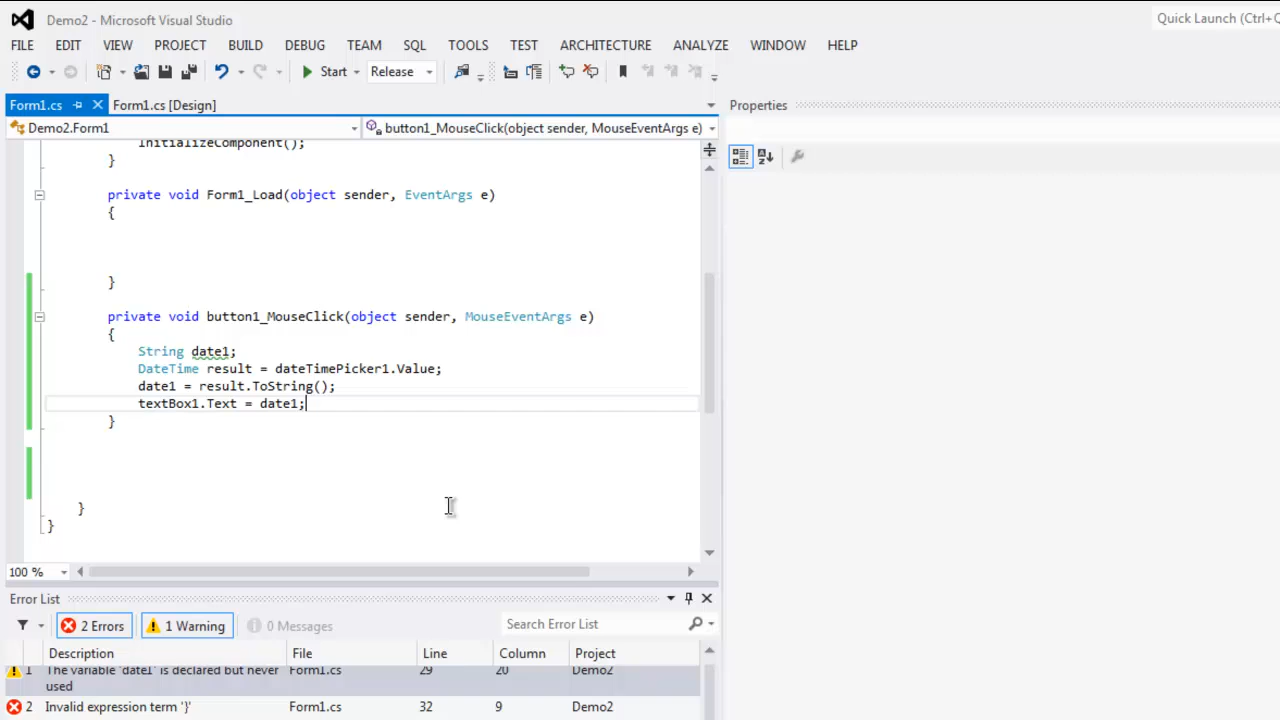 Demo2 - Microsoft Visual Studio
Quick Launch (Ctrl+Q
FILE EDIT VIEW PROJECT BUILD DEBUG TEAM SQL TOOLS TEST ARCHITECTURE ANALYZE WINDOW HELP
Start Release
Form1.cs Form1.cs [Design]
Properties
Demo2.Form1 button1_MouseClick(object sender, MouseEventArgs e)
InitializeComponent();
}
private void Form1_Load(object sender, EventArgs e)
{
}
private void button1_MouseClick(object sender, MouseEventArgs e)
{
String date1;
DateTime result = dateTimePicker1.Value;
date1 = result.ToString();
textBox1.Text = date1;
}
}
}
100 %
Error List
2 Errors 1 Warning 0 Messages Search Error List
Description File Line Column Project
1 The variable 'date1' is declared but never Form1.cs 29 20 Demo2
used
2 Invalid expression term '}' Form1.cs 32 9 Demo2